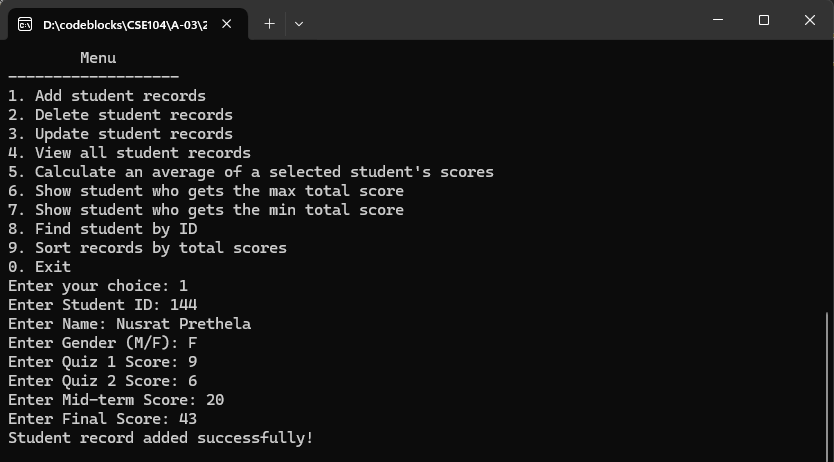 D:\codeblocks\CSE104\A-03\2
Menu
-------------------
1. Add student records
2. Delete student records
3. Update student records
4. View all student records
5. Calculate an average of a selected student's scores
6. Show student who gets the max total score
7. Show student who gets the min total score
8. Find student by ID
9. Sort records by total scores
0. Exit
Enter your choice: 1
Enter Student ID: 144
Enter Name: Nusrat Prethela
Enter Gender (M/F): F
Enter Quiz 1 Score: 9
Enter Quiz 2 Score: 6
Enter Mid-term Score: 20
Enter Final Score: 43
Student record added successfully!